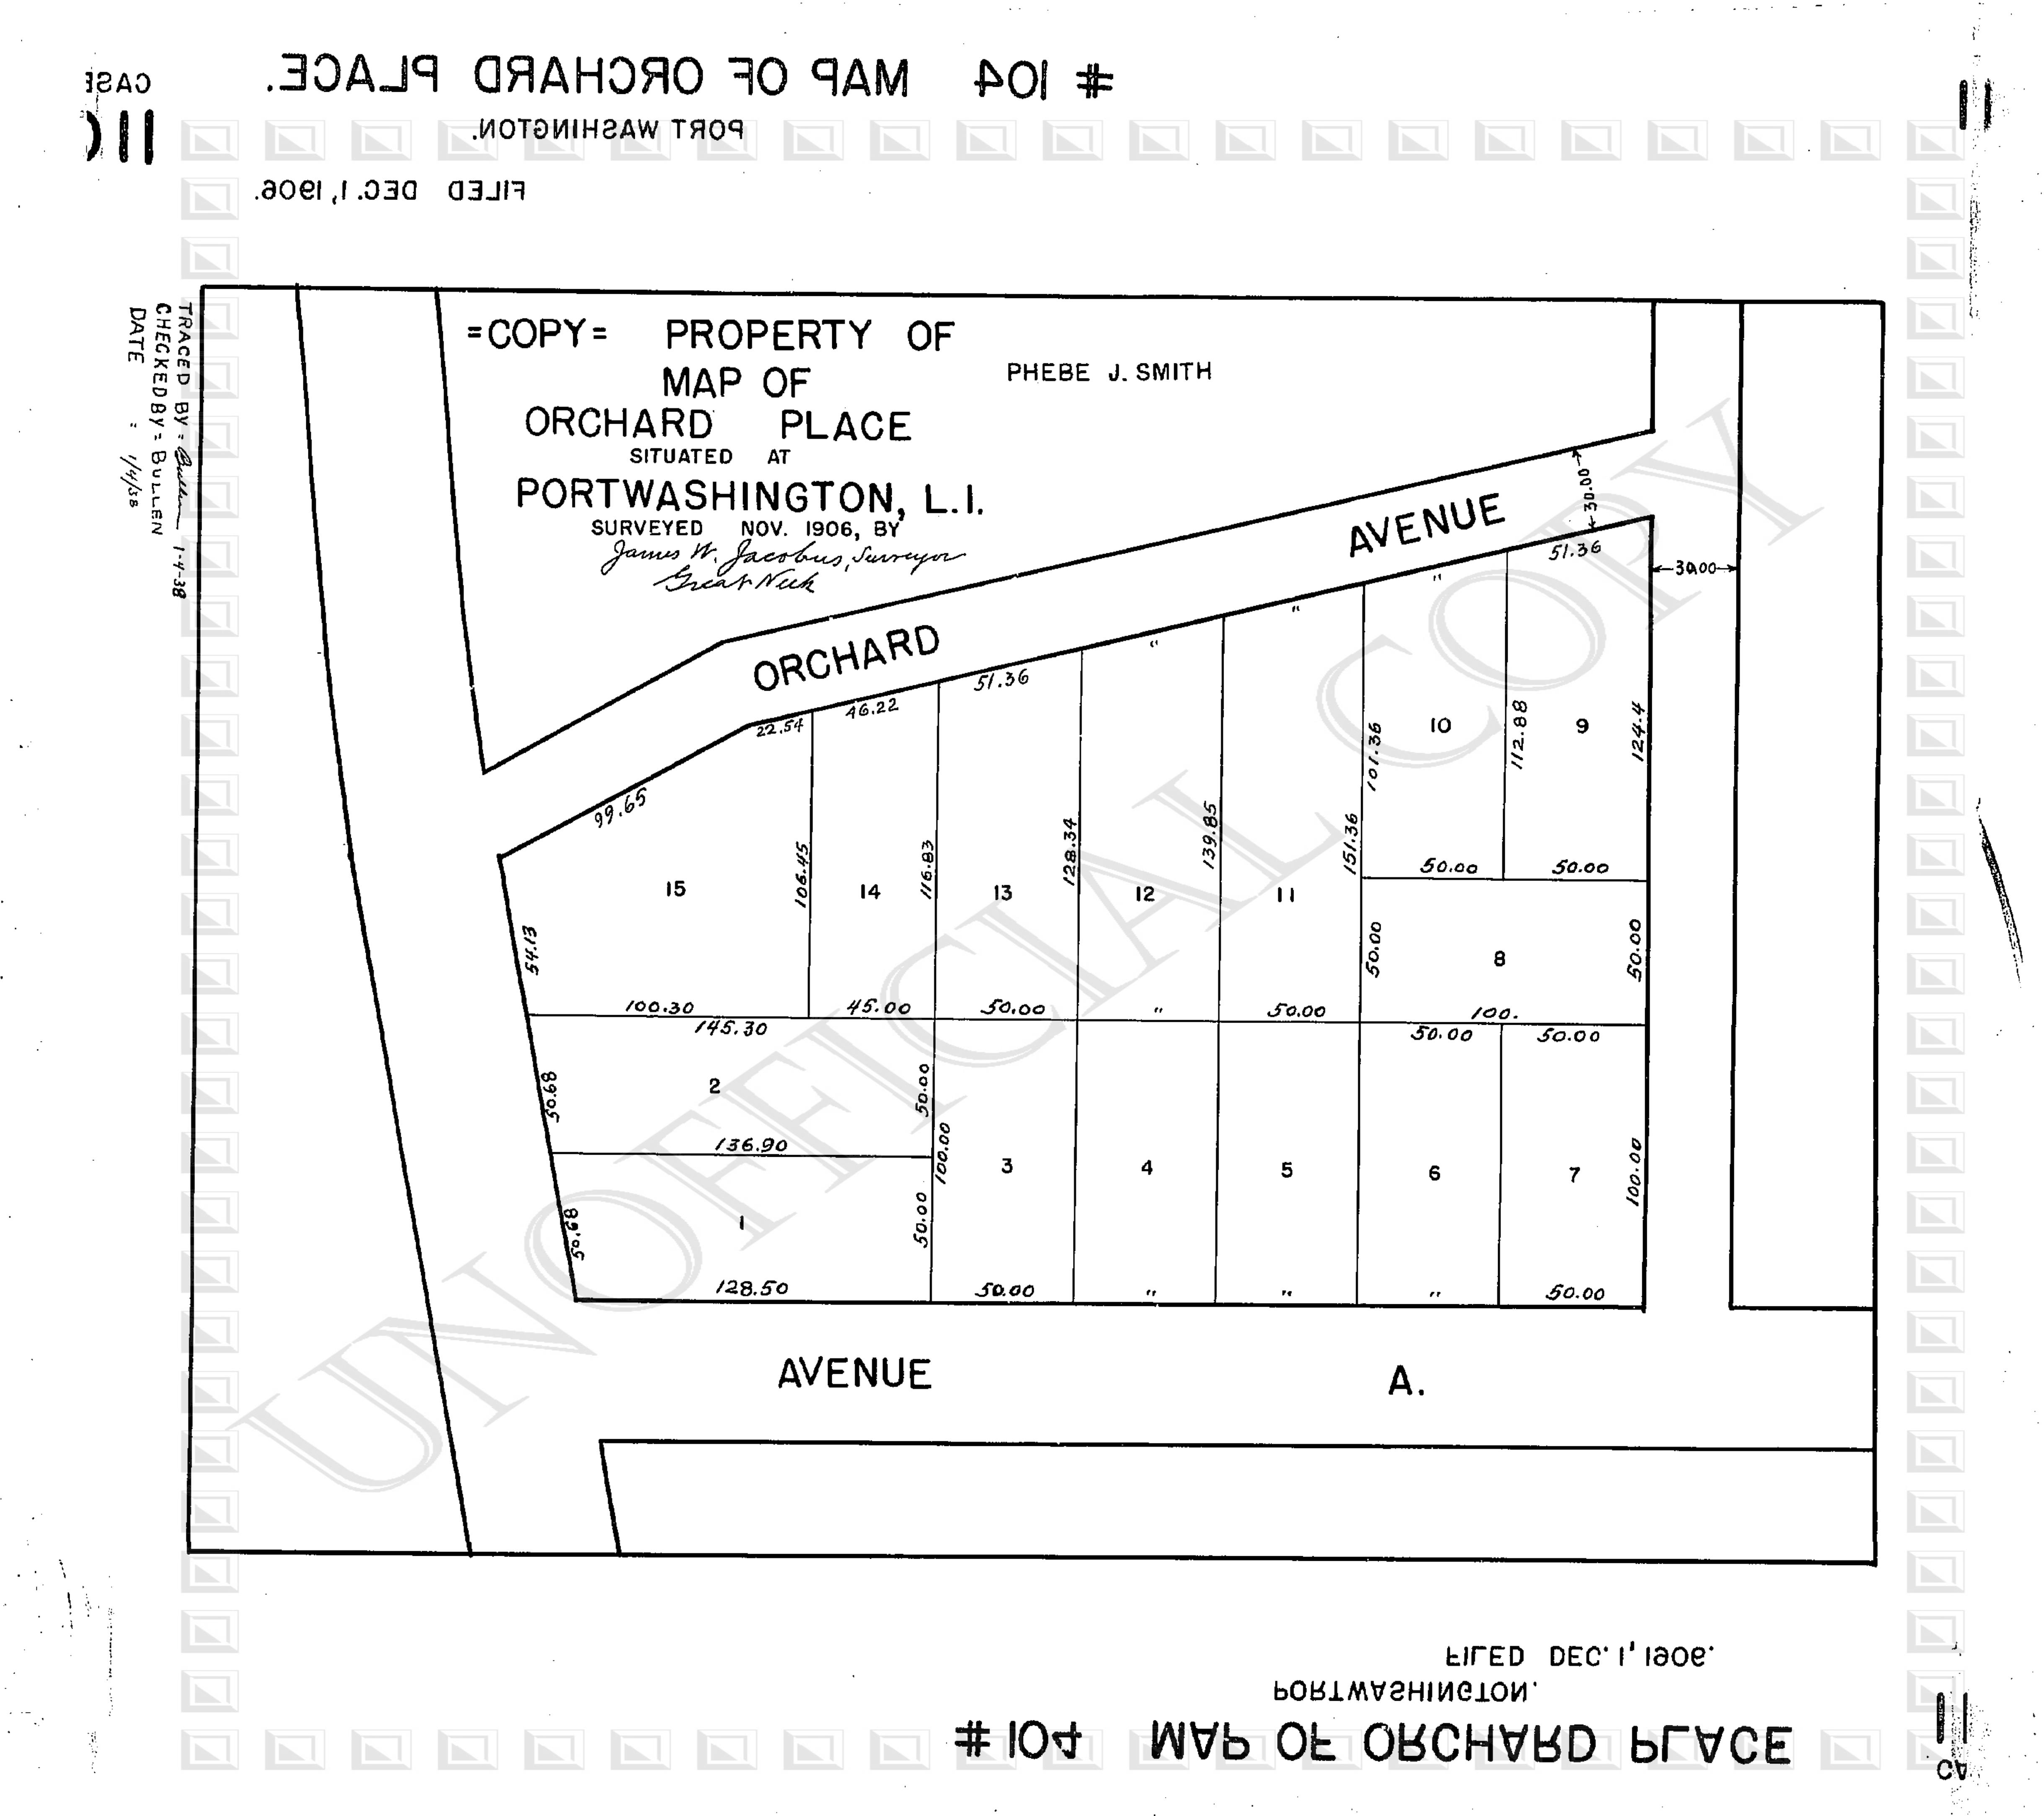 # 104 MAP OF ORCHARD PLACE.
PORT WASHINGTON.
FILED DEC. 1, 1906.
CASE
11
TRACED BY = Bullen 1-4-38
CHECKED BY = BULLEN
DATE = 1/4/38
=COPY= PROPERTY OF
PHEBE J. SMITH
MAP OF
ORCHARD PLACE
SITUATED AT
PORTWASHINGTON, L.I.
SURVEYED NOV. 1906, BY
James W. Jacobus, Surveyor
Great Neck
ORCHARD AVENUE
30.00
30.00
99.65
22.54
46.22
51.36
"
"
"
51.36
15
14
13
12
11
10
9
54.13
106.45
116.83
128.34
139.85
151.36
101.36
112.88
124.4
50.00
50.00
50.00
8
50.00
100.30
45.00
50.00
"
50.00
100.
145.30
50.00
50.00
2
50.68
50.00
136.90
100.00
3
4
5
6
7
100.00
1
50.68
50.00
128.50
50.00
"
"
"
50.00
AVENUE A.
UNOFFICIAL COPY
FILED DEC. 1, 1906.
PORTWASHINGTON.
# 104 MAP OF ORCHARD PLACE
11